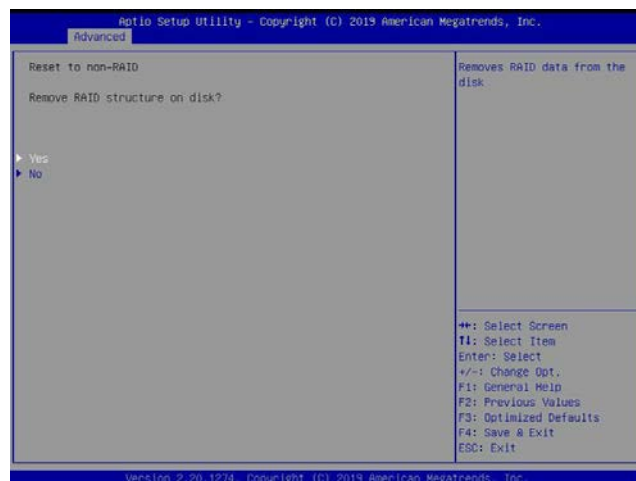 Aptio Setup Utility - Copyright (C) 2019 American Megatrends, Inc.
Advanced
Reset to non-RAID
Remove RAID structure on disk?
Yes
No
Removes RAID data from the
disk
→←: Select Screen
↑↓: Select Item
Enter: Select
+/-: Change Opt.
F1: General Help
F2: Previous Values
F3: Optimized Defaults
F4: Save & Exit
ESC: Exit
Version 2.20.1274. Copyright (C) 2019 American Megatrends, Inc.